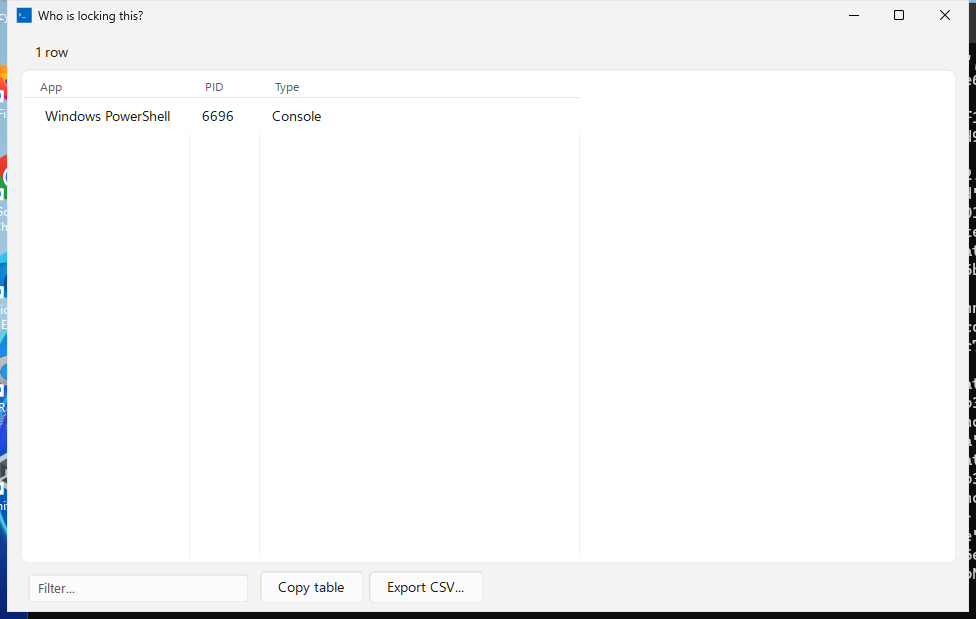 Who is locking this?
1 row
App PID Type
Windows PowerShell 6696 Console
Filter...
Copy table
Export CSV...